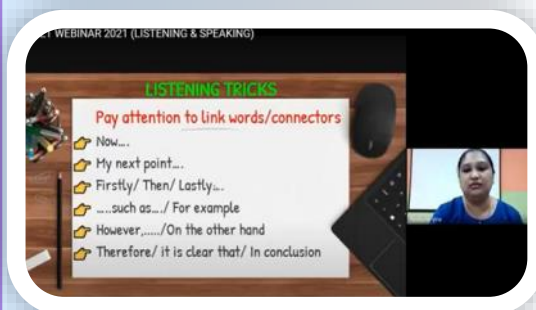 WEBINAR 2021 (LISTENING & SPEAKING)
LISTENING TRICKS
Pay attention to link words/connectors
Now....
My next point....
Firstly/ Then/ Lastly....
.....such as..../ For example
However,...../On the other hand
Therefore/ it is clear that/ In conclusion